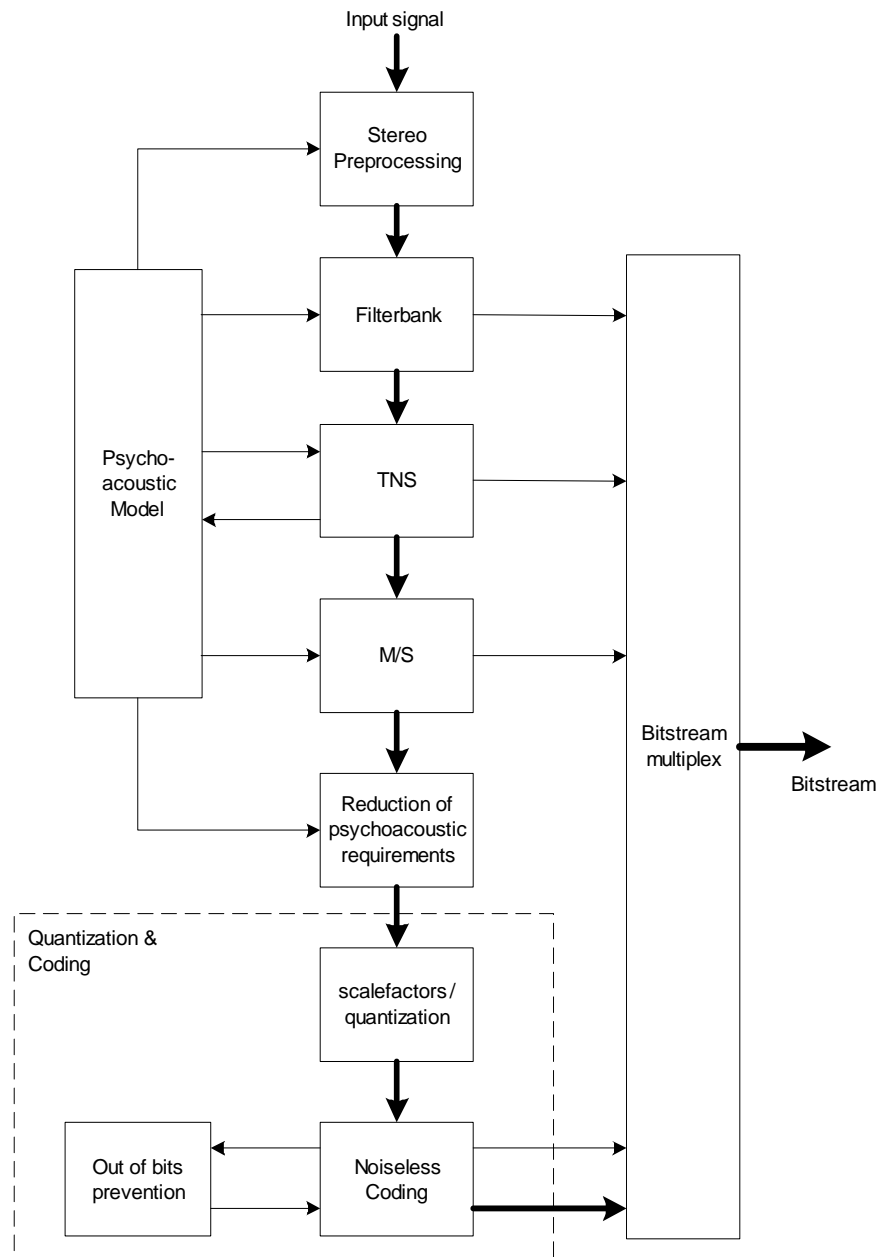 Input signal
Stereo
Preprocessing
Filterbank
Psycho-
acoustic
Model
TNS
M/S
Bitstream
multiplex
Bitstream
Reduction of
psychoacoustic
requirements
Quantization &
Coding
scalefactors/
quantization
Out of bits
prevention
Noiseless
Coding